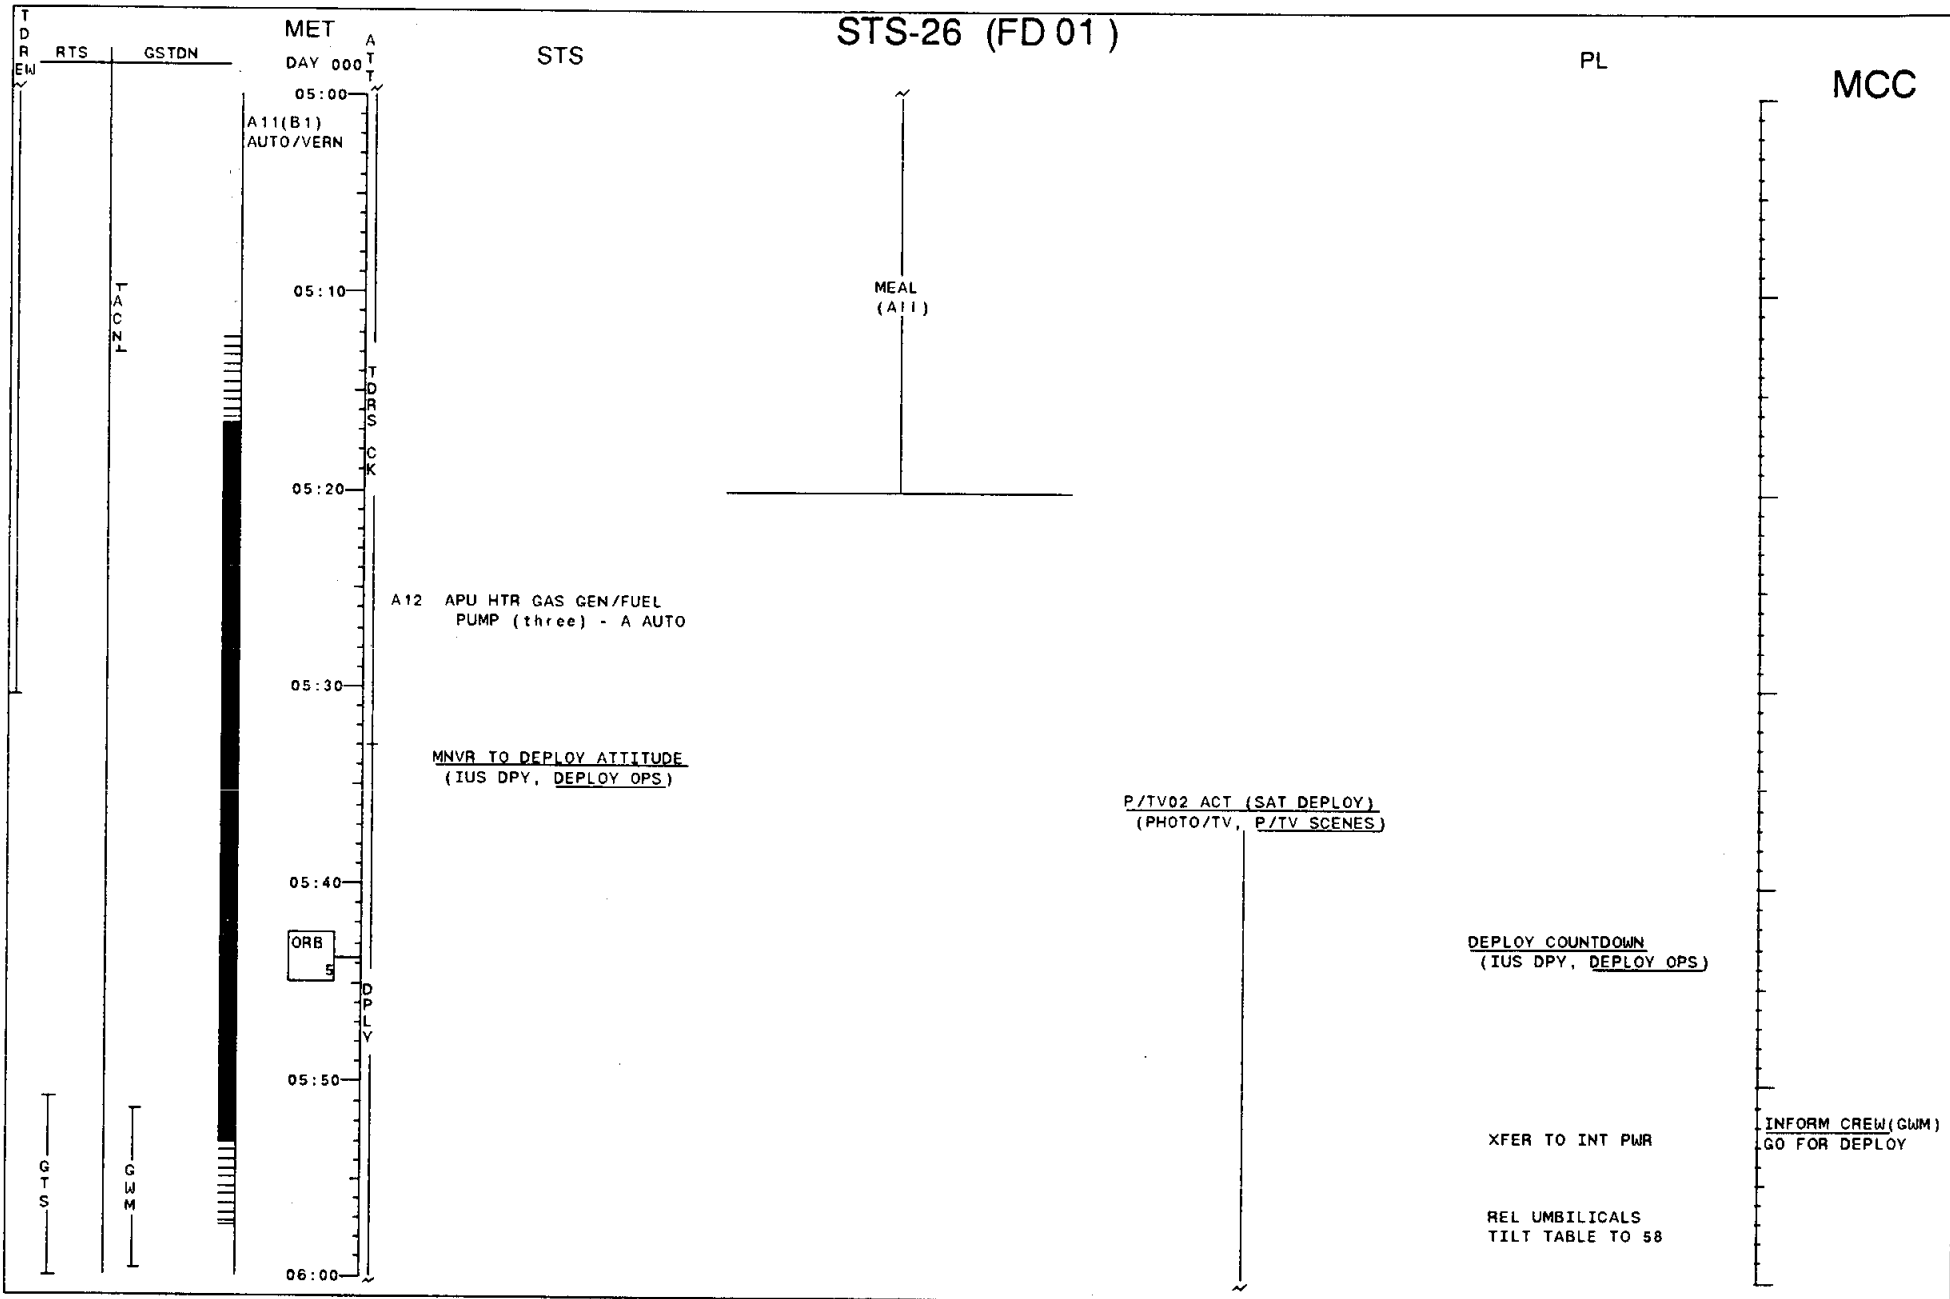 STS-26 (FD 01)
TDREW
RTS
GSTDN
MET
DAY 000
ATT
STS
PL
MCC
05:00
A11(B1)
AUTO/VERN
05:10
TACN
MEAL
(All)
TDRS CK
05:20
A12 APU HTR GAS GEN/FUEL
PUMP (three) - A AUTO
05:30
MNVR TO DEPLOY ATTITUDE
(IUS DPY, DEPLOY OPS)
P/TV02 ACT (SAT DEPLOY)
(PHOTO/TV, P/TV SCENES)
05:40
ORB
5
DEPLOY COUNTDOWN
(IUS DPY, DEPLOY OPS)
DPLY
05:50
GTS
GWM
XFER TO INT PWR
INFORM CREW(GWM)
GO FOR DEPLOY
REL UMBILICALS
TILT TABLE TO 58
06:00